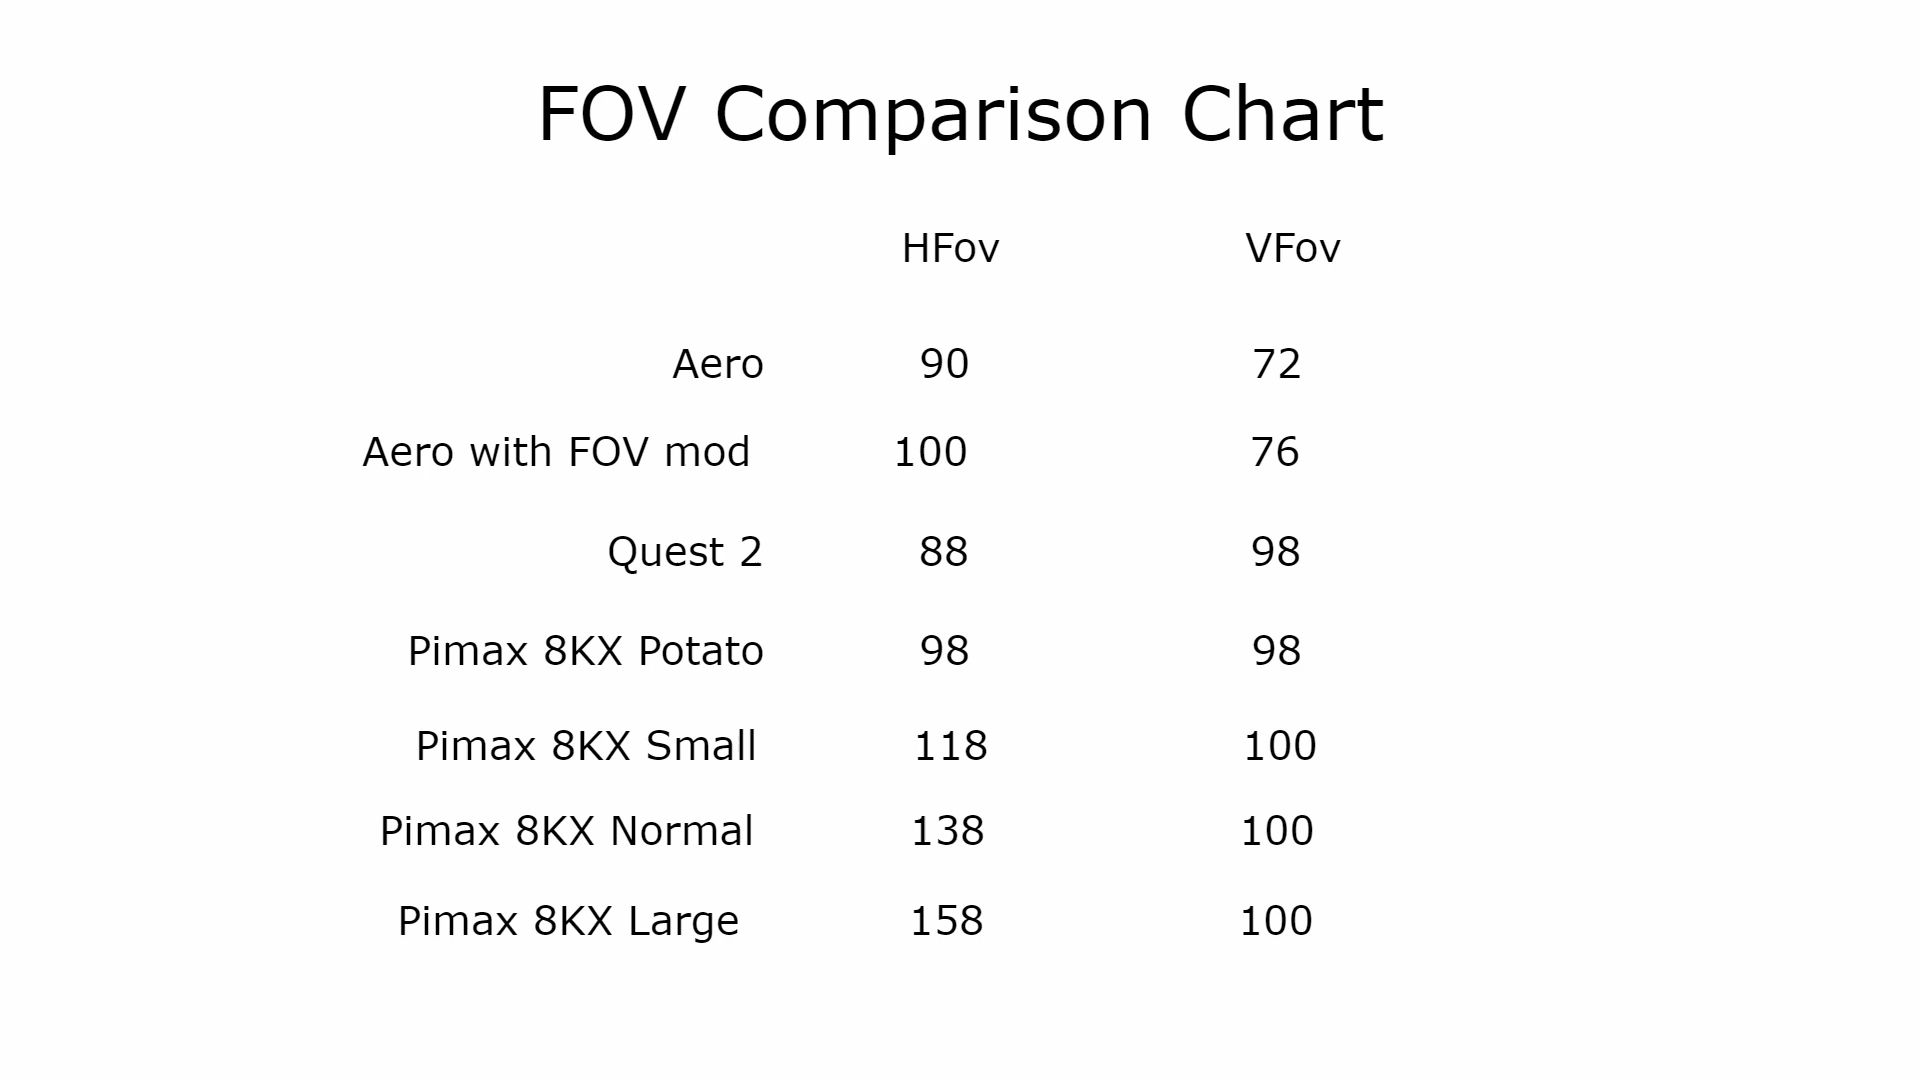 FOV Comparison Chart
HFov VFov
Aero 90 72
Aero with FOV mod 100 76
Quest 2 88 98
Pimax 8KX Potato 98 98
Pimax 8KX Small 118 100
Pimax 8KX Normal 138 100
Pimax 8KX Large 158 100